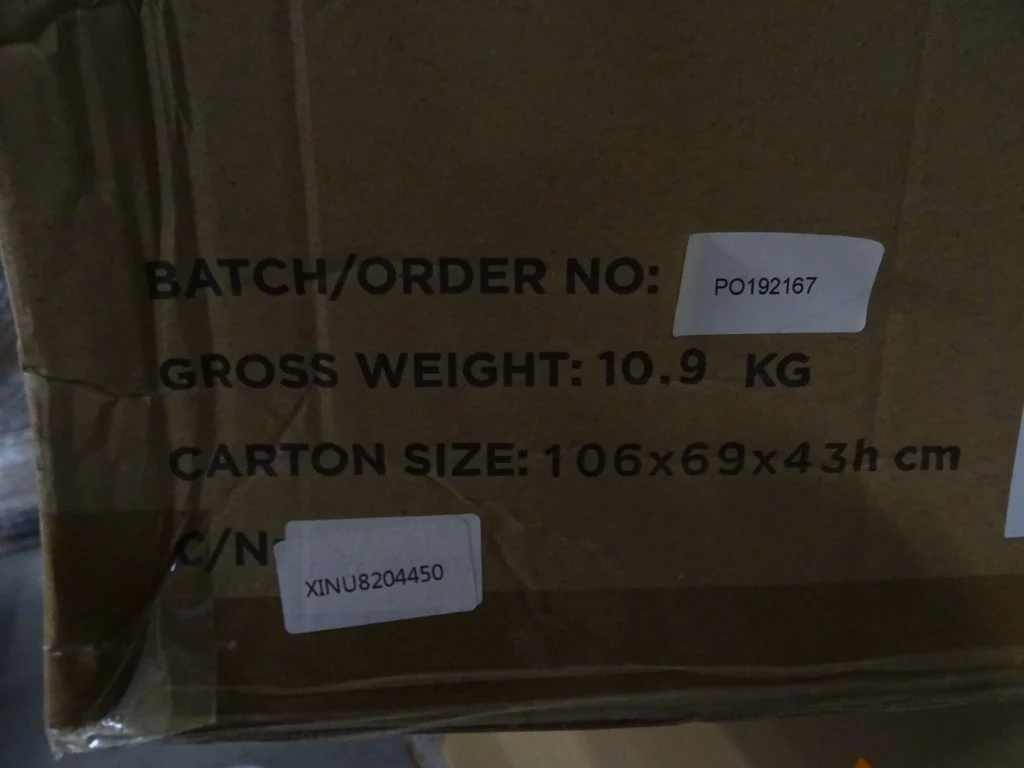 BATCH/ORDER NO: PO192167
GROSS WEIGHT: 10.9 KG
CARTON SIZE: 106x69x43h cm
C/N: XINU8204450